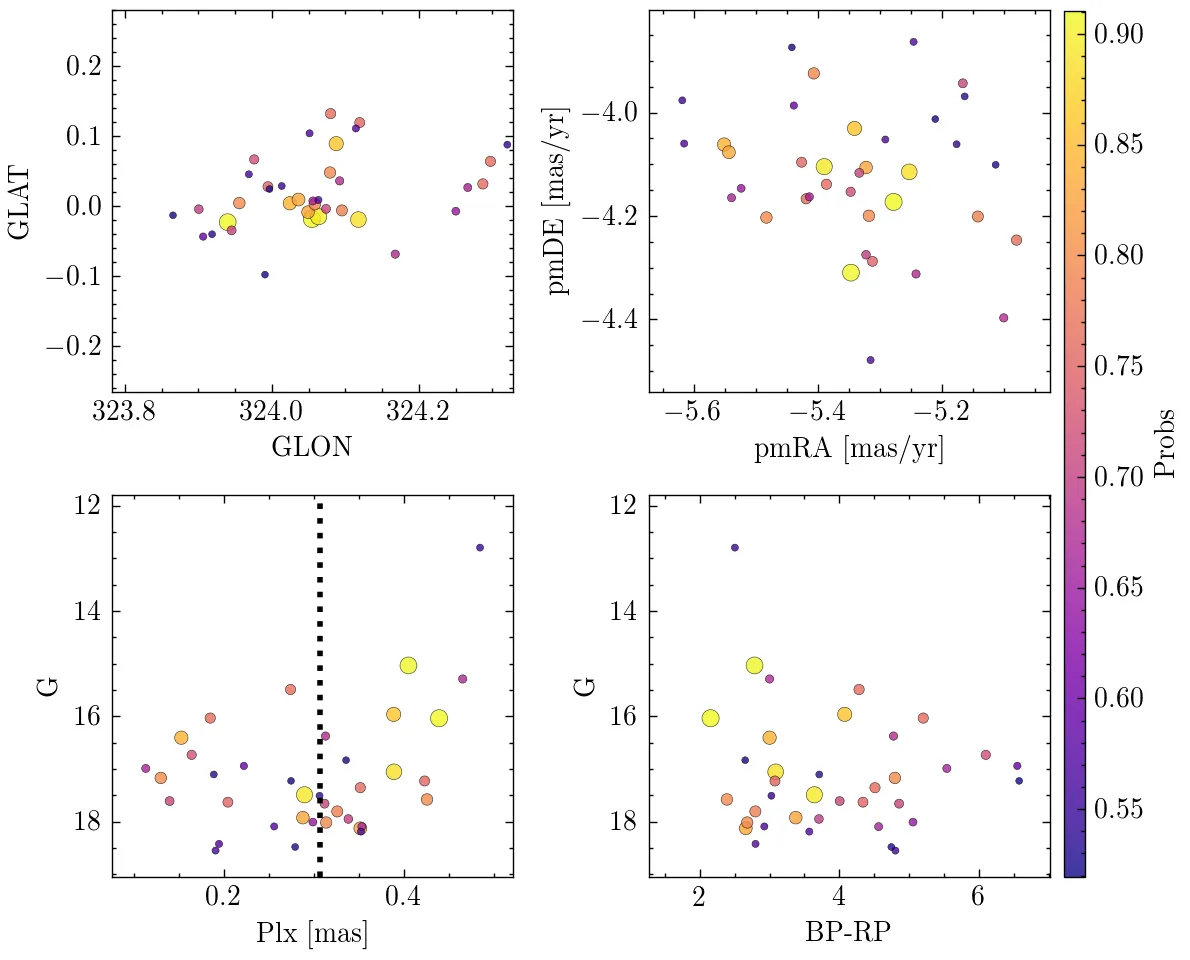 0.2
0.1
0.0
−0.1
−0.2
GLAT
323.8 324.0 324.2
GLON
−4.0
−4.2
−4.4
pmDE [mas/yr]
−5.6 −5.4 −5.2
pmRA [mas/yr]
0.90
0.85
0.80
0.75
0.70
0.65
0.60
0.55
Probs
12
14
16
18
G
0.2 0.4
Plx [mas]
12
14
16
18
G
2 4 6
BP-RP